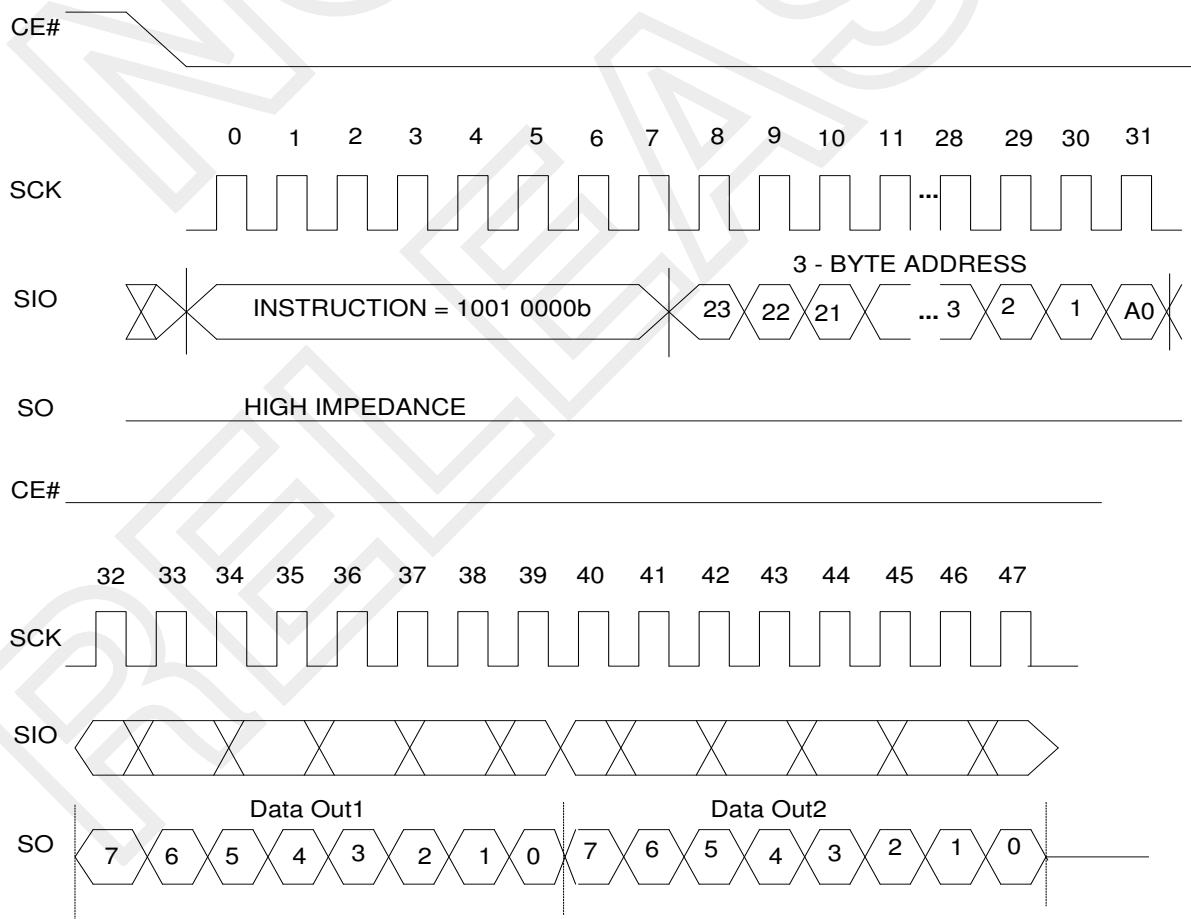 CE#
0 1 2 3 4 5 6 7 8 9 10 11 28 29 30 31
SCK
...
3 - BYTE ADDRESS
SIO
INSTRUCTION = 1001 0000b
23 22 21 ... 3 2 1 A0
SO
HIGH IMPEDANCE
CE#
32 33 34 35 36 37 38 39 40 41 42 43 44 45 46 47
SCK
SIO
Data Out1 Data Out2
SO
7 6 5 4 3 2 1 0 7 6 5 4 3 2 1 0